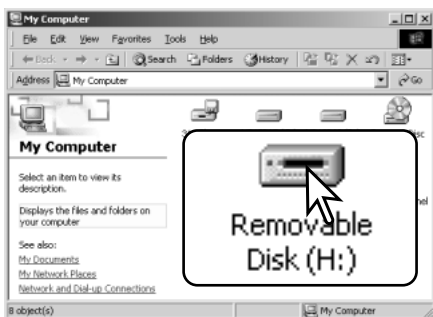 My Computer
File Edit View Favorites Tools Help
Back Search Folders History
Address My Computer Go
My Computer
Select an item to view its
description.
Displays the files and folders on
your computer
See also:
My Documents
My Network Places
Network and Dial-up Connections
Removable
Disk (H:)
8 object(s) My Computer